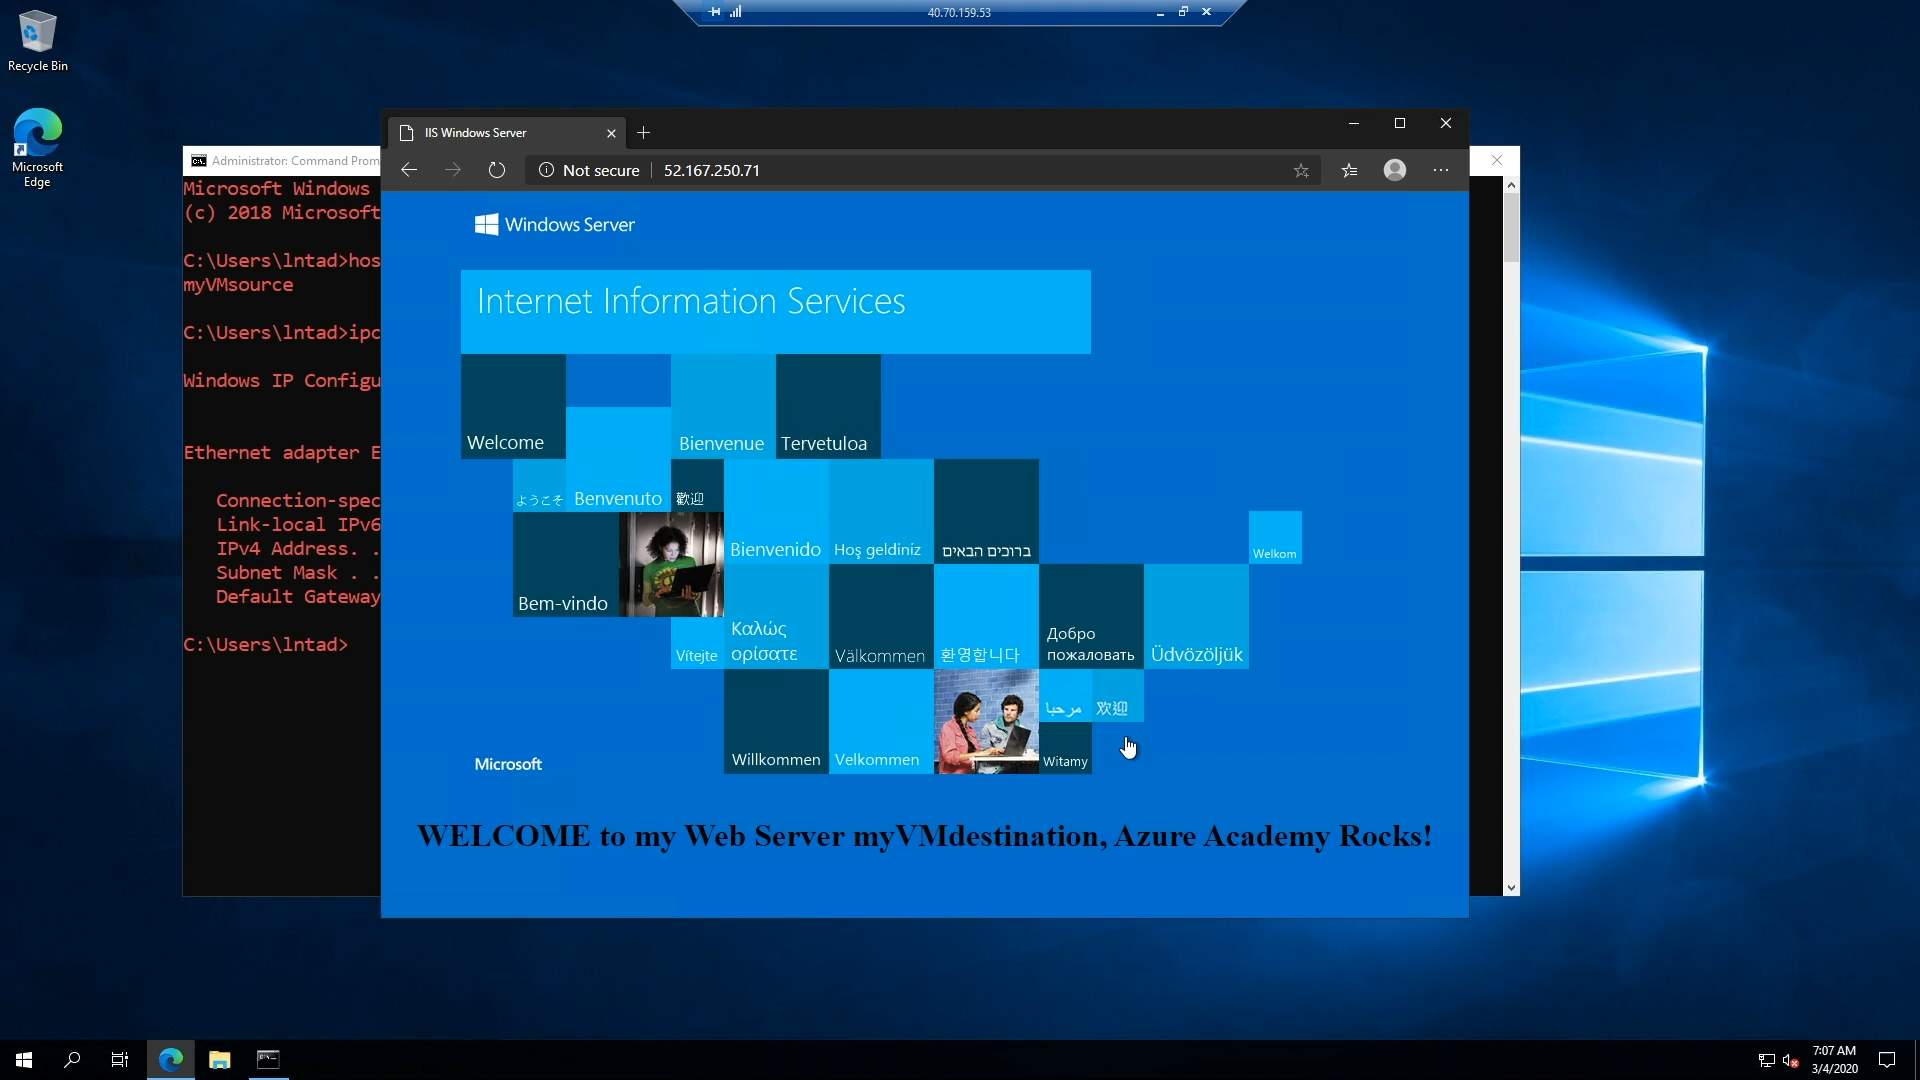 40.70.159.53
Recycle Bin
Microsoft
Edge
IIS Windows Server
Not secure
52.167.250.71
Administrator: Command Prom
Microsoft Windows
(c) 2018 Microsoft
C:\Users\lntad>hos
myVMsource
C:\Users\lntad>ipc
Windows IP Configu
Ethernet adapter E
Connection-spec
Link-local IPv6
IPv4 Address. .
Subnet Mask . .
Default Gateway
C:\Users\lntad>
Windows Server
Internet Information Services
Welcome
Bienvenue
Tervetuloa
ようこそ
Benvenuto
歡迎
Bienvenido
Hoş geldiniz
ברוכים הבאים
Welkom
Bem-vindo
Vítejte
Καλώς
ορίσατε
Välkommen
환영합니다
Добро
пожаловать
Üdvözöljük
Willkommen
Velkommen
مرحبا
欢迎
Witamy
Microsoft
WELCOME to my Web Server myVMdestination, Azure Academy Rocks!
7:07 AM
3/4/2020